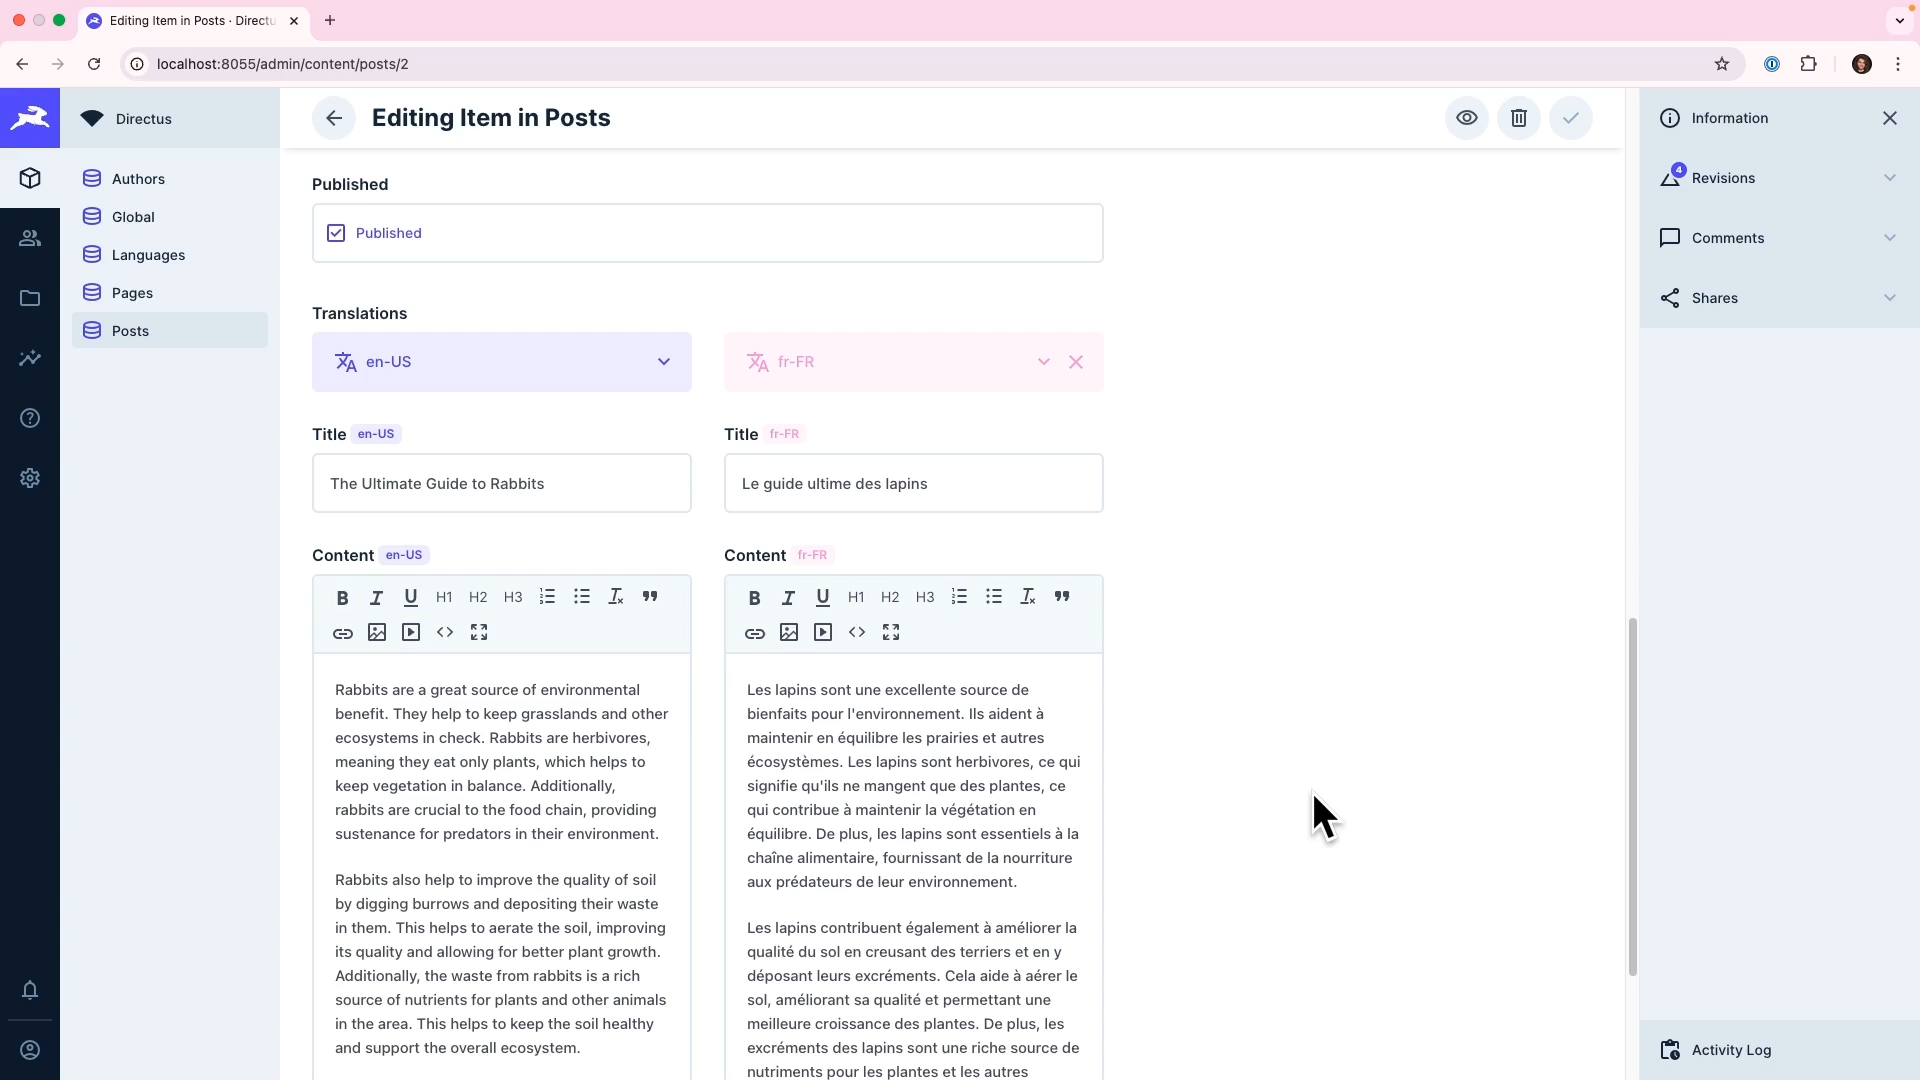 Editing Item in Posts · Directu
localhost:8055/admin/content/posts/2
Directus
Authors
Global
Languages
Pages
Posts
Editing Item in Posts
Published
Published
Translations
en-US
fr-FR
Title en-US
Title fr-FR
The Ultimate Guide to Rabbits
Le guide ultime des lapins
Content en-US
B I U H1 H2 H3
Rabbits are a great source of environmental
benefit. They help to keep grasslands and other
ecosystems in check. Rabbits are herbivores,
meaning they eat only plants, which helps to
keep vegetation in balance. Additionally,
rabbits are crucial to the food chain, providing
sustenance for predators in their environment.
Rabbits also help to improve the quality of soil
by digging burrows and depositing their waste
in them. This helps to aerate the soil, improving
its quality and allowing for better plant growth.
Additionally, the waste from rabbits is a rich
source of nutrients for plants and other animals
in the area. This helps to keep the soil healthy
and support the overall ecosystem.
Content fr-FR
B I U H1 H2 H3
Les lapins sont une excellente source de
bienfaits pour l'environnement. Ils aident à
maintenir en équilibre les prairies et autres
écosystèmes. Les lapins sont herbivores, ce qui
signifie qu'ils ne mangent que des plantes, ce
qui contribue à maintenir la végétation en
équilibre. De plus, les lapins sont essentiels à la
chaîne alimentaire, fournissant de la nourriture
aux prédateurs de leur environnement.
Les lapins contribuent également à améliorer la
qualité du sol en creusant des terriers et en y
déposant leurs excréments. Cela aide à aérer le
sol, améliorant sa qualité et permettant une
meilleure croissance des plantes. De plus, les
excréments des lapins sont une riche source de
nutriments pour les plantes et les autres
Information
4
Revisions
Comments
Shares
Activity Log